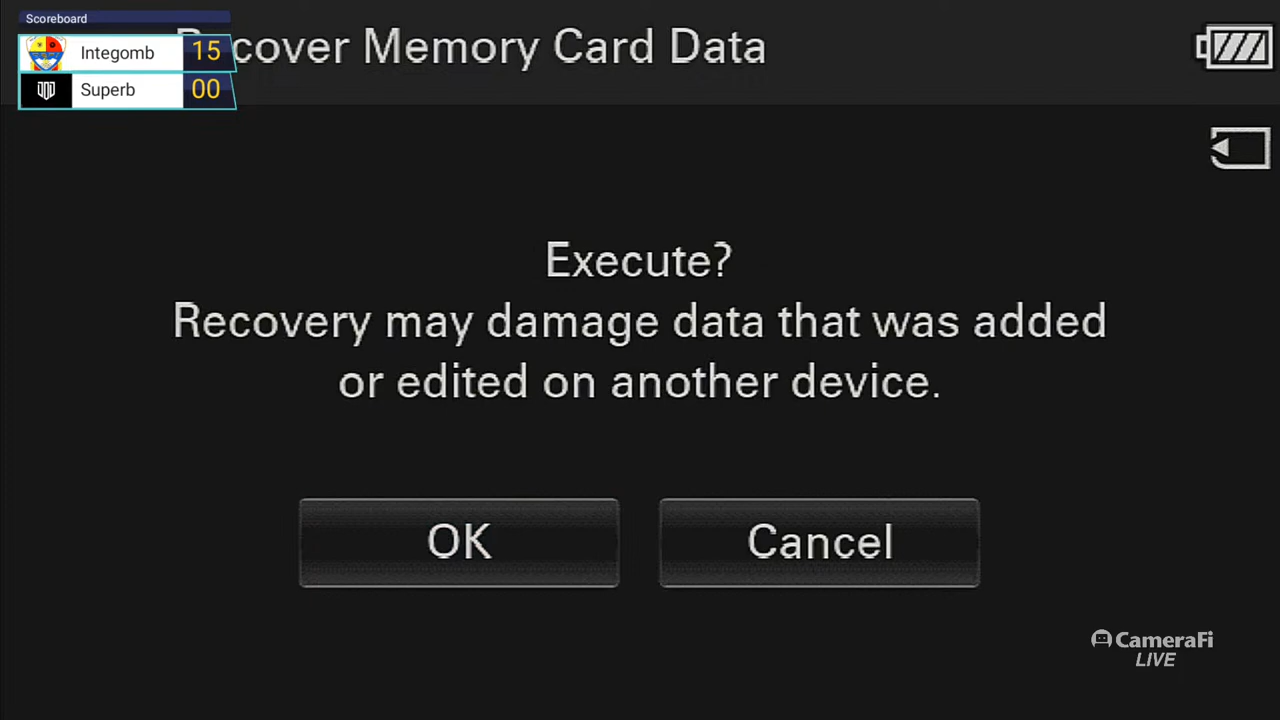 Scoreboard
Integomb 15
Superb 00
Recover Memory Card Data
Execute?
Recovery may damage data that was added
or edited on another device.
OK
Cancel
CameraFi
LIVE